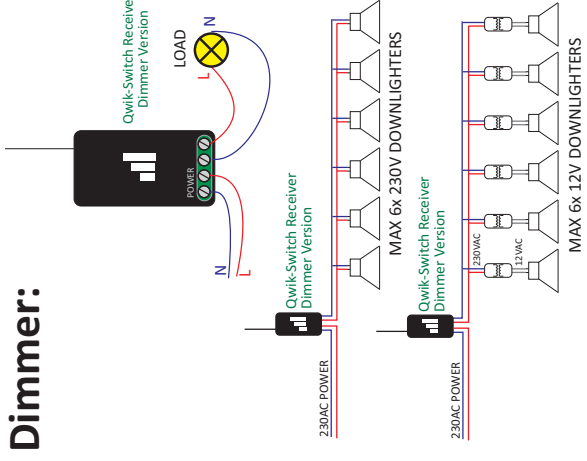 Dimmer:
Qwik-Switch Receiver
Dimmer Version
LOAD
N
L
POWER
N
L
Qwik-Switch Receiver
Dimmer Version
230AC POWER
MAX 6x 230V DOWNLIGHTERS
Qwik-Switch Receiver
Dimmer Version
230AC POWER
230VAC
12VAC
MAX 6x 12V DOWNLIGHTERS